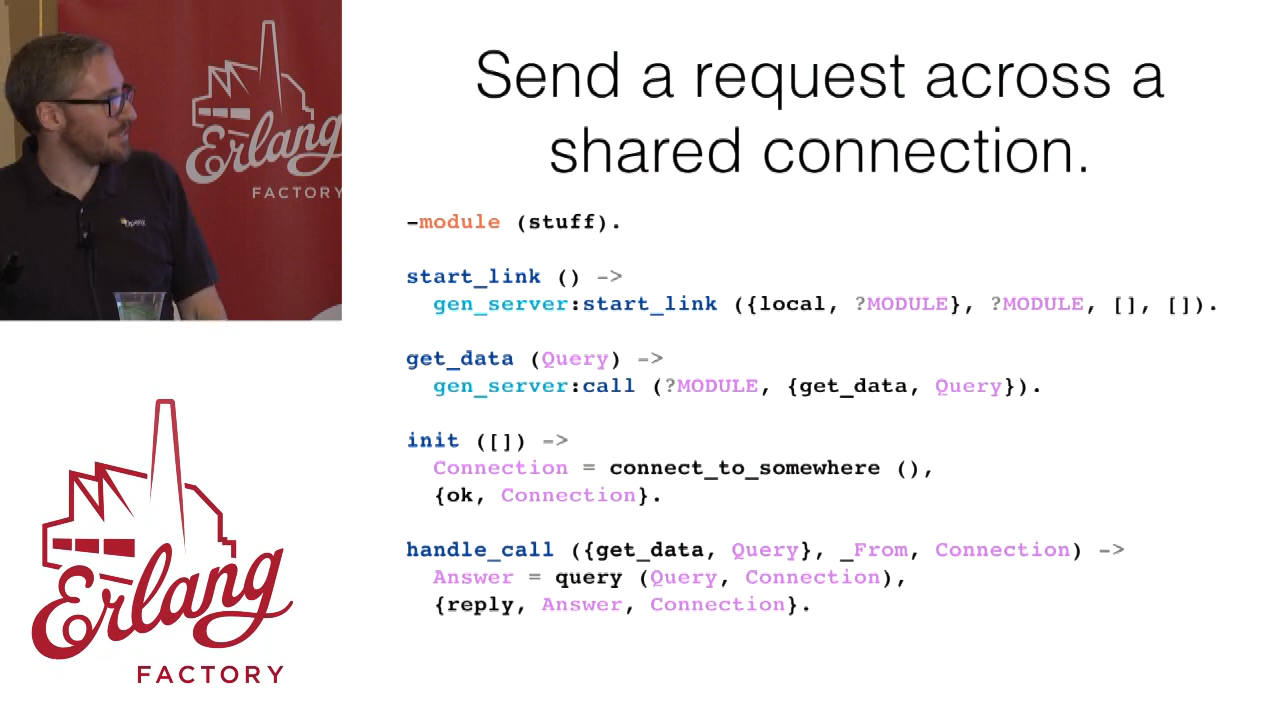 Erlang
FACTORY
Send a request across a
shared connection.
-module (stuff).
start_link () ->
gen_server:start_link ({local, ?MODULE}, ?MODULE, [], []).
get_data (Query) ->
gen_server:call (?MODULE, {get_data, Query}).
init ([]) ->
Connection = connect_to_somewhere (),
{ok, Connection}.
handle_call ({get_data, Query}, _From, Connection) ->
Answer = query (Query, Connection),
{reply, Answer, Connection}.
Erlang
FACTORY